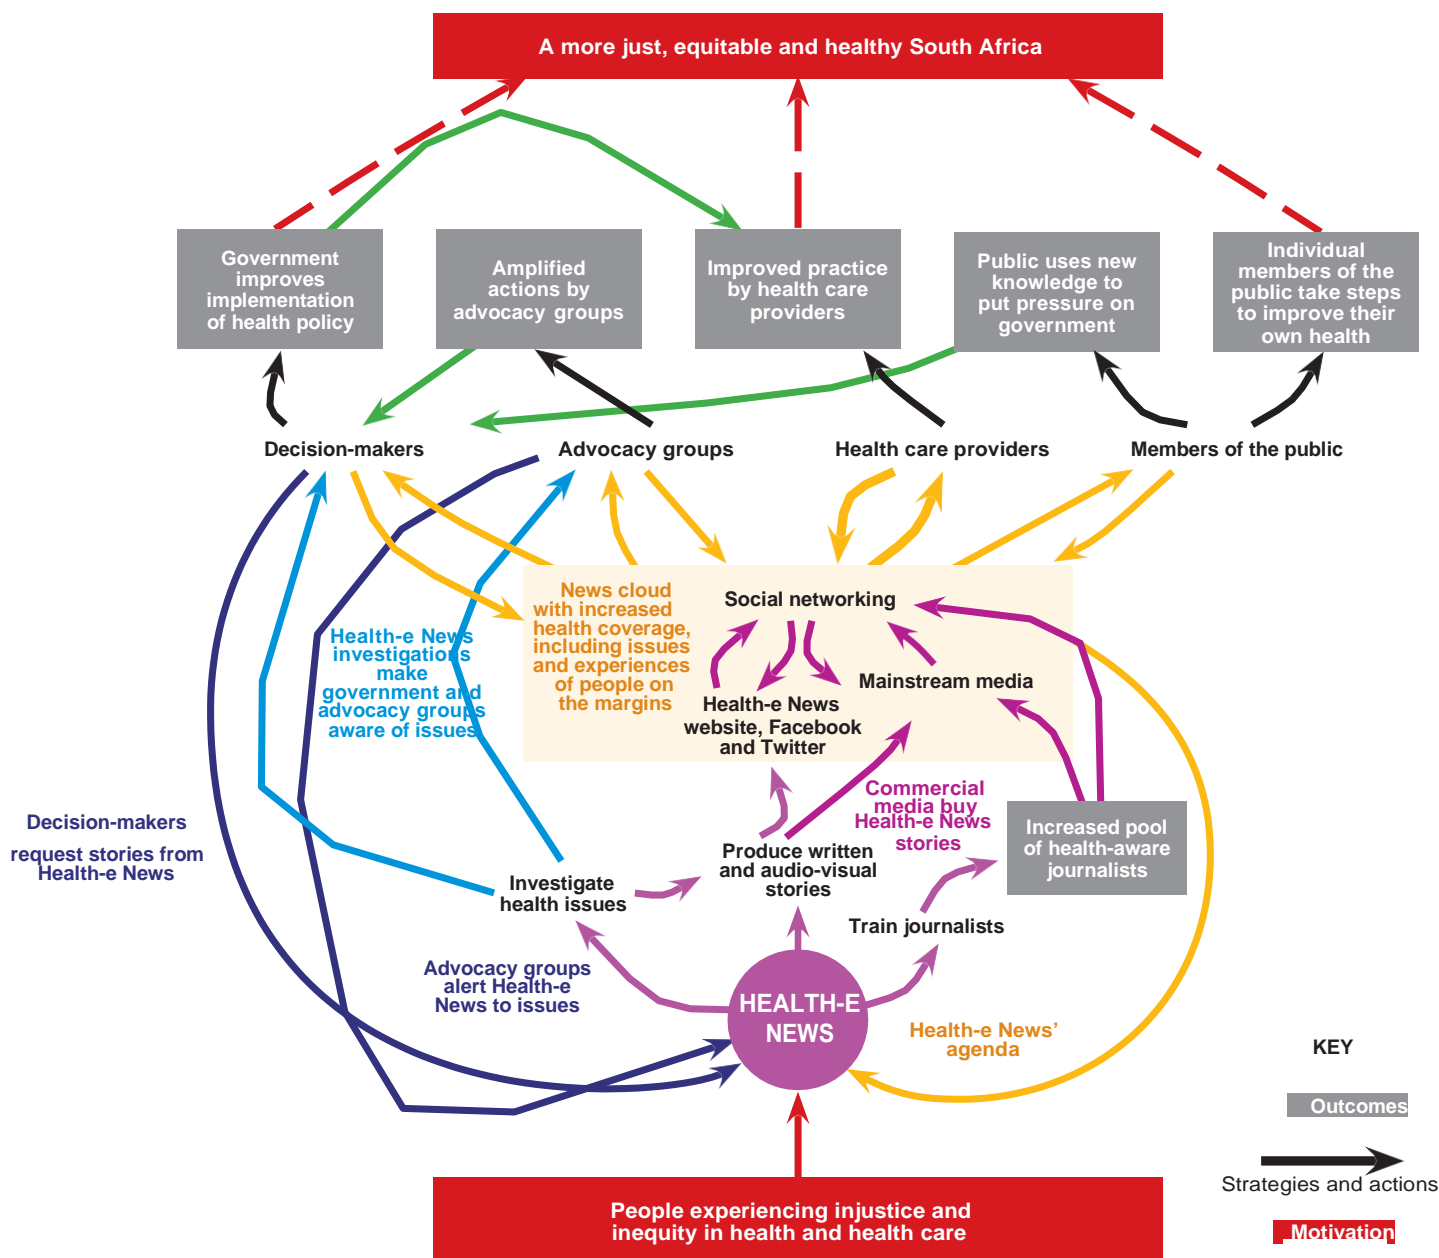 A more just, equitable and healthy South Africa
Government
improves
implementation
of health policy
Amplified
actions by
advocacy groups
Improved practice
by health care
providers
Public uses new
knowledge to
put pressure on
government
Individual
members of the
public take steps
to improve their
own health
Decision-makers
Advocacy groups
Health care providers
Members of the public
News cloud
with increased
health coverage,
including issues
and experiences
of people on
the margins
Social networking
Mainstream media
Health-e News
website, Facebook
and Twitter
Health-e News
investigations
make
government and
advocacy groups
aware of issues
Decision-makers
request stories from
Health-e News
Commercial
media buy
Health-e News
stories
Increased pool
of health-aware
journalists
Produce written
and audio-visual
stories
Investigate
health issues
Train journalists
Advocacy groups
alert Health-e
News to issues
HEALTH-E
NEWS
Health-e News’
agenda
KEY
Outcomes
Strategies and actions
Motivation
People experiencing injustice and
inequity in health and health care